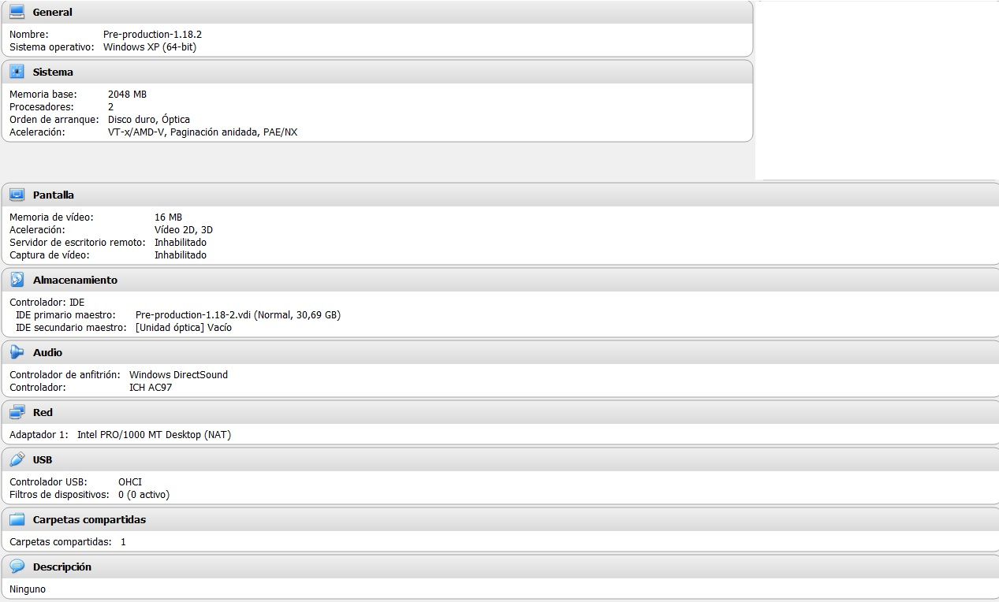 General
Nombre: Pre-production-1.18.2
Sistema operativo: Windows XP (64-bit)
Sistema
Memoria base: 2048 MB
Procesadores: 2
Orden de arranque: Disco duro, Óptica
Aceleración: VT-x/AMD-V, Paginación anidada, PAE/NX
Pantalla
Memoria de vídeo: 16 MB
Aceleración: Vídeo 2D, 3D
Servidor de escritorio remoto: Inhabilitado
Captura de vídeo: Inhabilitado
Almacenamiento
Controlador: IDE
IDE primario maestro: Pre-production-1.18-2.vdi (Normal, 30,69 GB)
IDE secundario maestro: [Unidad óptica] Vacío
Audio
Controlador de anfitrión: Windows DirectSound
Controlador: ICH AC97
Red
Adaptador 1: Intel PRO/1000 MT Desktop (NAT)
USB
Controlador USB: OHCI
Filtros de dispositivos: 0 (0 activo)
Carpetas compartidas
Carpetas compartidas: 1
Descripción
Ninguno